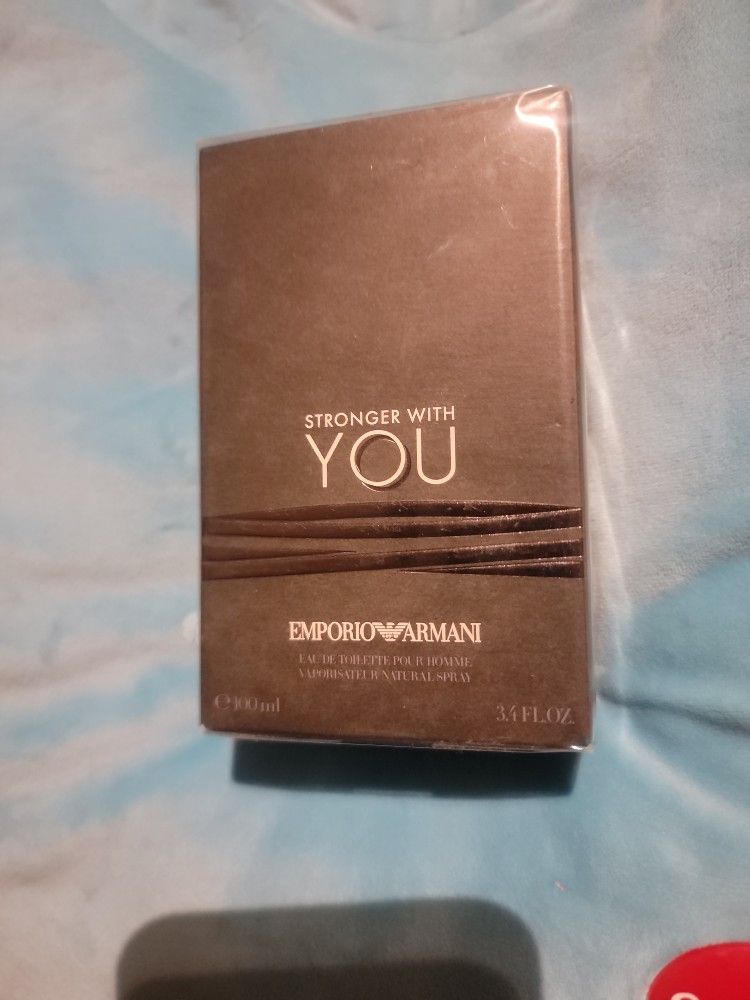 STRONGER WITH
YOU
EMPORIO ARMANI
EAU DE TOILETTE POUR HOMME
VAPORISATEUR NATURAL SPRAY
℮ 100 ml
3.4 FL.OZ.